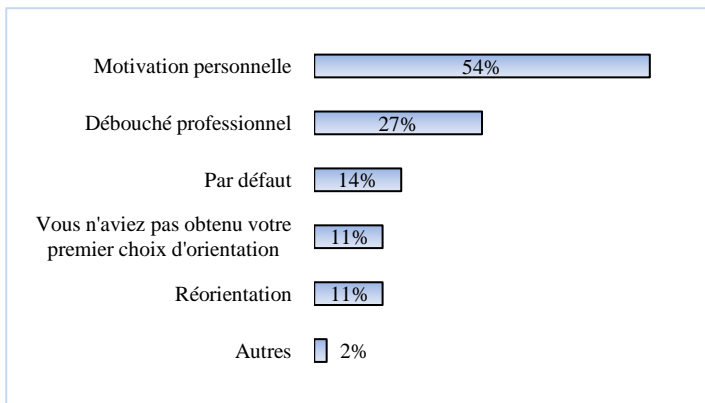 Motivation personnelle 54%
Débouché professionnel 27%
Par défaut 14%
Vous n'aviez pas obtenu votre
premier choix d'orientation 11%
Réorientation 11%
Autres 2%